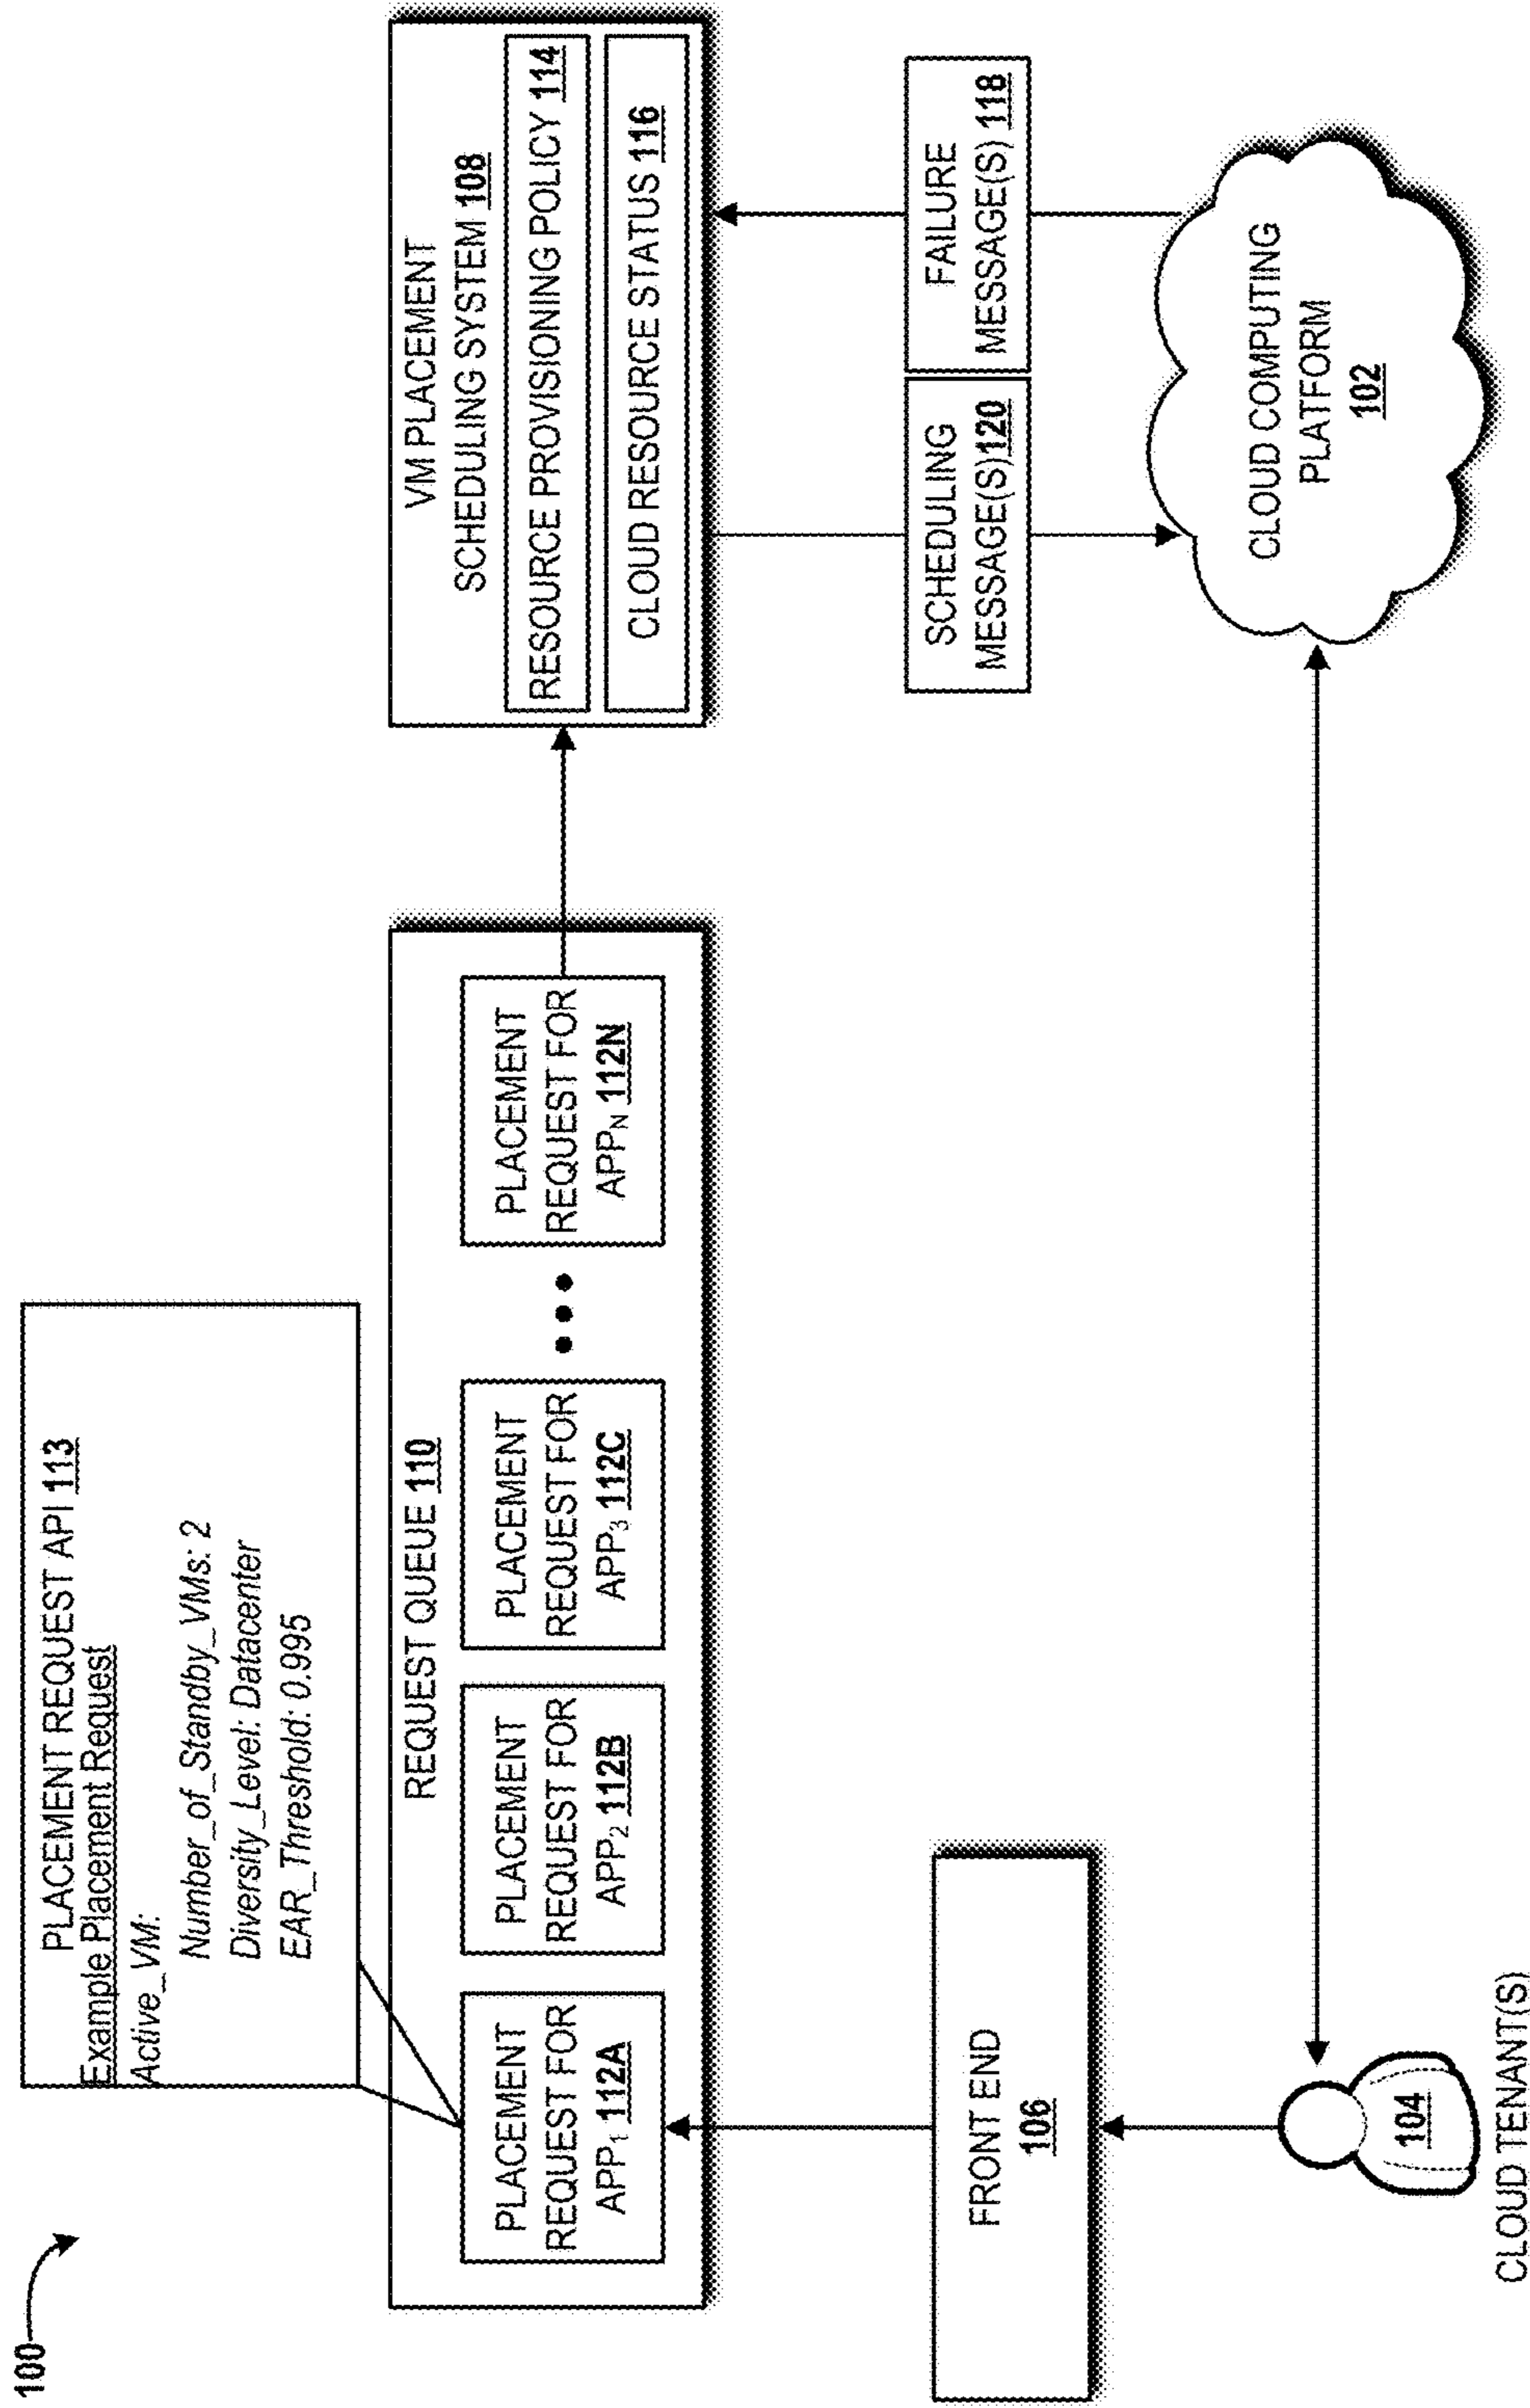 100
PLACEMENT REQUEST API 113
Example Placement Request
Active_VM:
Number_of_Standby_VMs: 2
Diversity_Level: Datacenter
EAR_Threshold: 0.995
REQUEST QUEUE 110
PLACEMENT
REQUEST FOR
APP₁ 112A
PLACEMENT
REQUEST FOR
APP₂ 112B
PLACEMENT
REQUEST FOR
APP₃ 112C
PLACEMENT
REQUEST FOR
APP_N 112N
VM PLACEMENT
SCHEDULING SYSTEM 108
RESOURCE PROVISIONING POLICY 114
CLOUD RESOURCE STATUS 116
FRONT END
106
SCHEDULING
MESSAGE(S)120
FAILURE
MESSAGE(S) 118
CLOUD COMPUTING
PLATFORM
102
104
CLOUD TENANT(S)